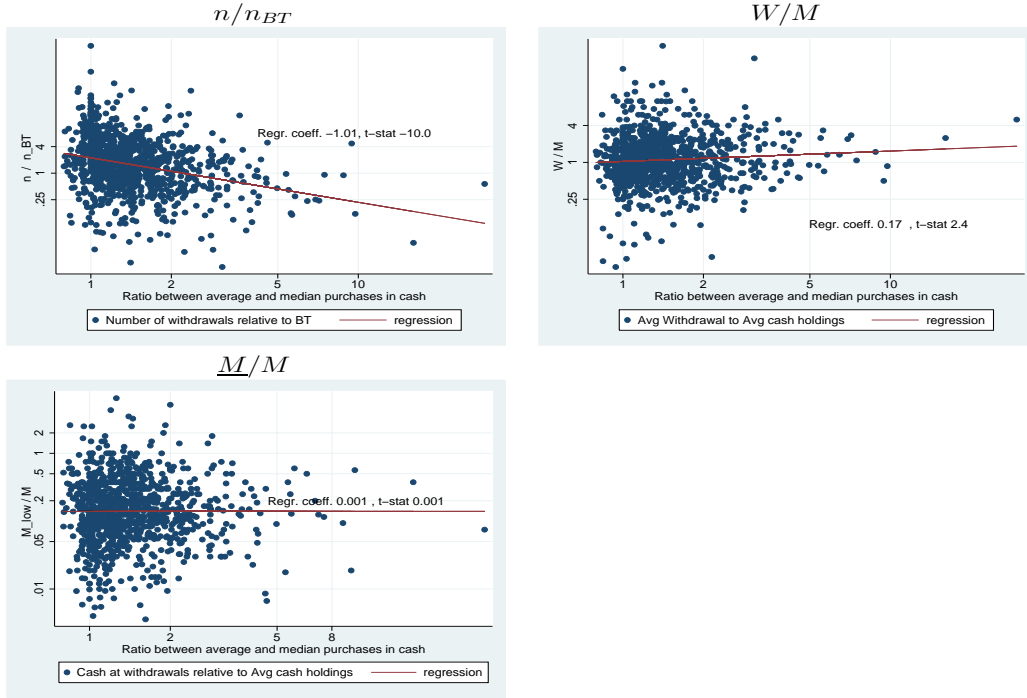 n/n_BT
n / n_BT
4
1
.25
Regr. coeff. −1.01, t−stat −10.0
1 2 5 10
Ratio between average and median purchases in cash
Number of withdrawals relative to BT regression
W/M
W / M
4
1
.25
Regr. coeff. 0.17 , t−stat 2.4
1 2 5 10
Ratio between average and median purchases in cash
Avg Withdrawal to Avg cash holdings regression
M/M
M_low / M
2
1
.5
.2
.05
.01
Regr. coeff. 0.001 , t−stat 0.001
1 2 5 8
Ratio between average and median purchases in cash
Cash at withdrawals relative to Avg cash holdings regression